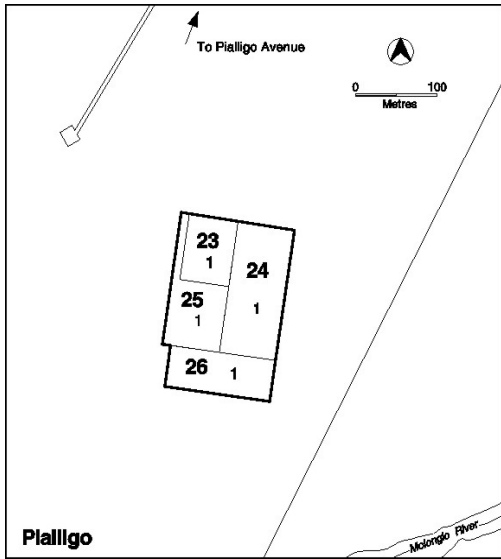 To Pialligo Avenue
0 100
Metres
23
1
24
1
25
1
26 1
Pialligo
Molonglo River